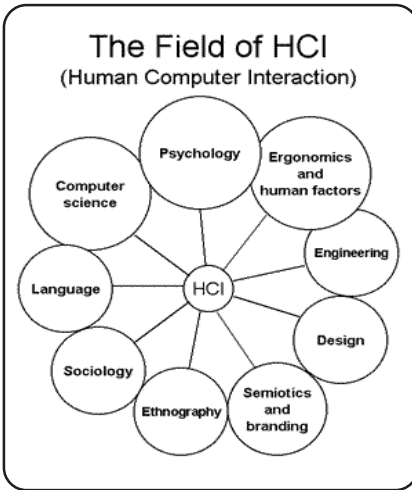 The Field of HCI
(Human Computer Interaction)
Psychology
Ergonomics
and
human factors
Computer
science
Engineering
Language
HCI
Design
Sociology
Semiotics
and
branding
Ethnography